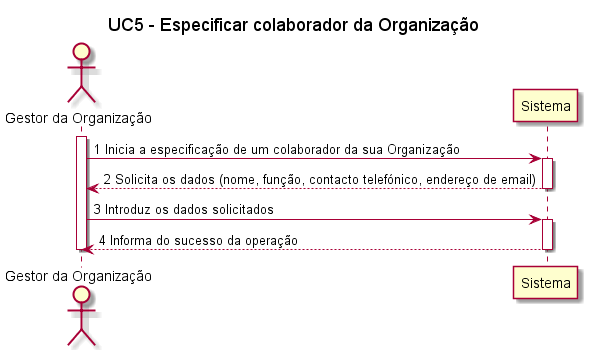 UC5 - Especificar colaborador da Organização
Gestor da Organização
Sistema
1 Inicia a especificação de um colaborador da sua Organização
2 Solicita os dados (nome, função, contacto telefónico, endereço de email)
3 Introduz os dados solicitados
4 Informa do sucesso da operação
Gestor da Organização
Sistema